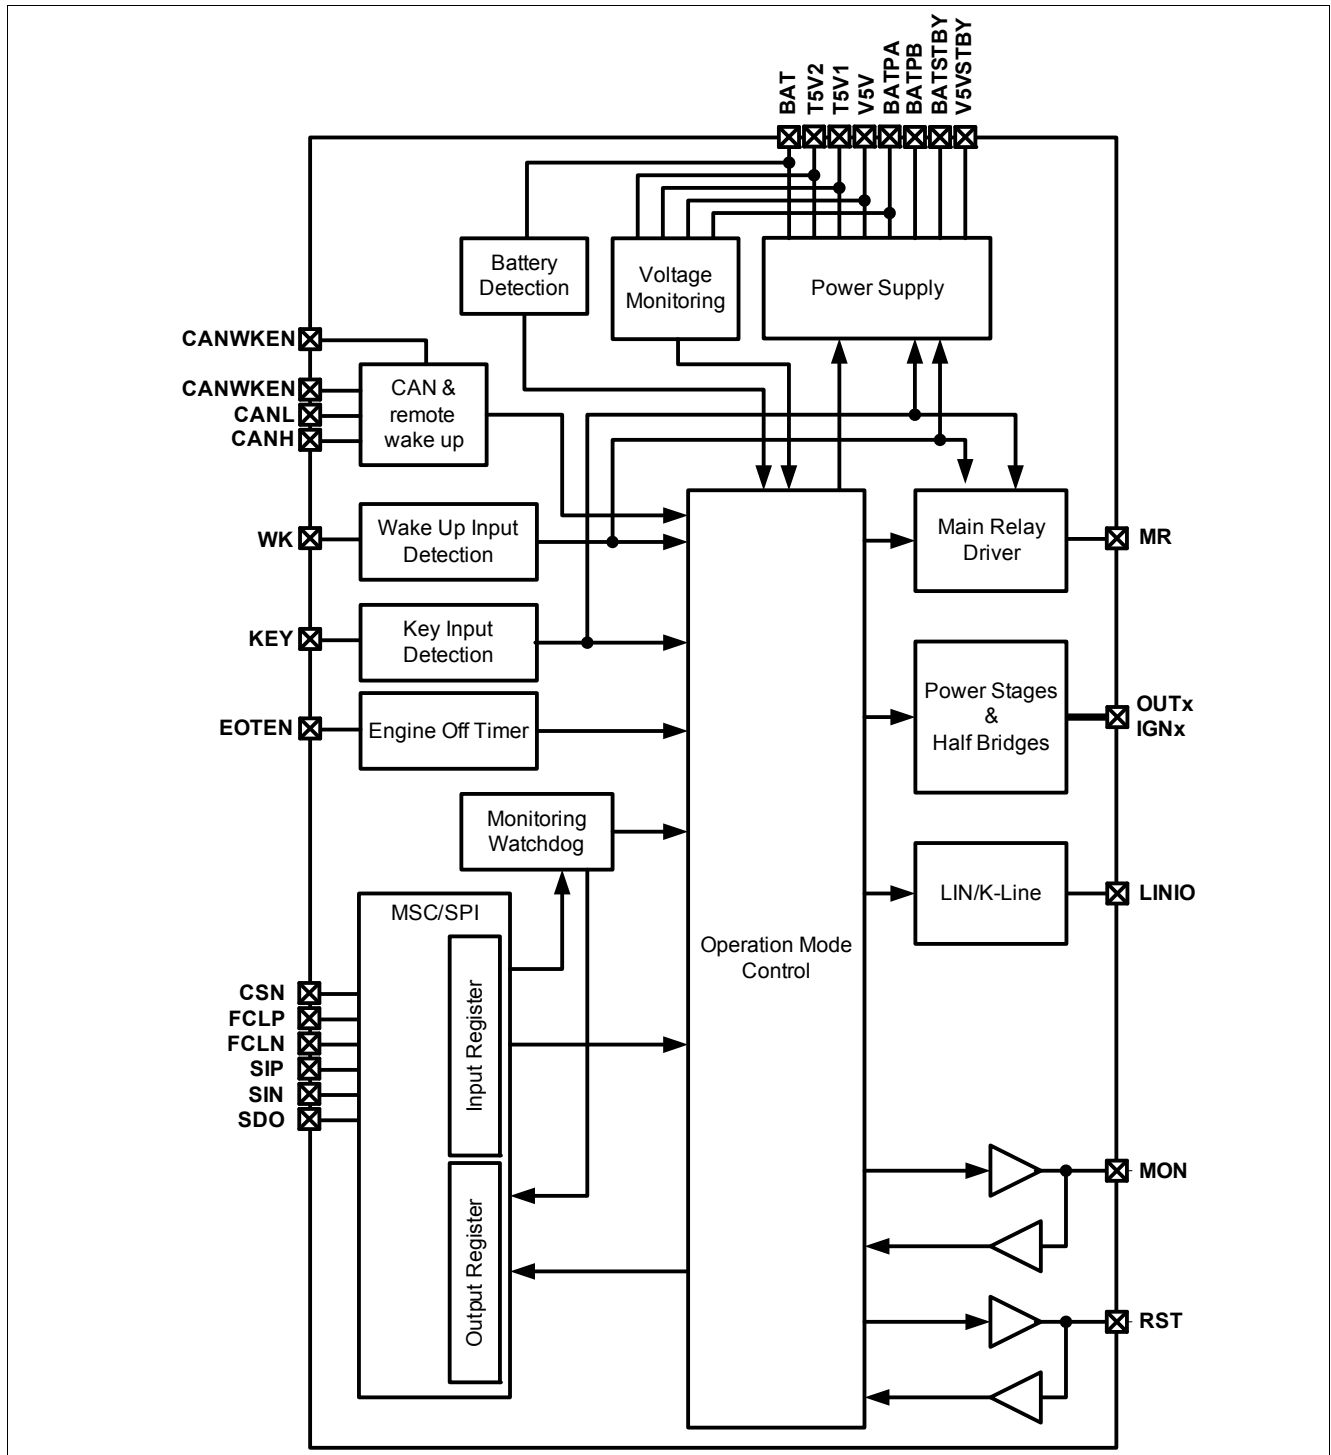 BAT
T5V2
T5V1
V5V
BATPA
BATPB
BATSTBY
V5VSTBY
Battery
Detection
Voltage
Monitoring
Power Supply
CANWKEN
CANWKEN
CANL
CANH
CAN &
remote
wake up
WK
Wake Up Input
Detection
Main Relay
Driver
MR
KEY
Key Input
Detection
Power Stages
&
Half Bridges
OUTx
IGNx
EOTEN
Engine Off Timer
Monitoring
Watchdog
LIN/K-Line
LINIO
MSC/SPI
Input Register
Output Register
Operation Mode
Control
CSN
FCLP
FCLN
SIP
SIN
SDO
MON
RST